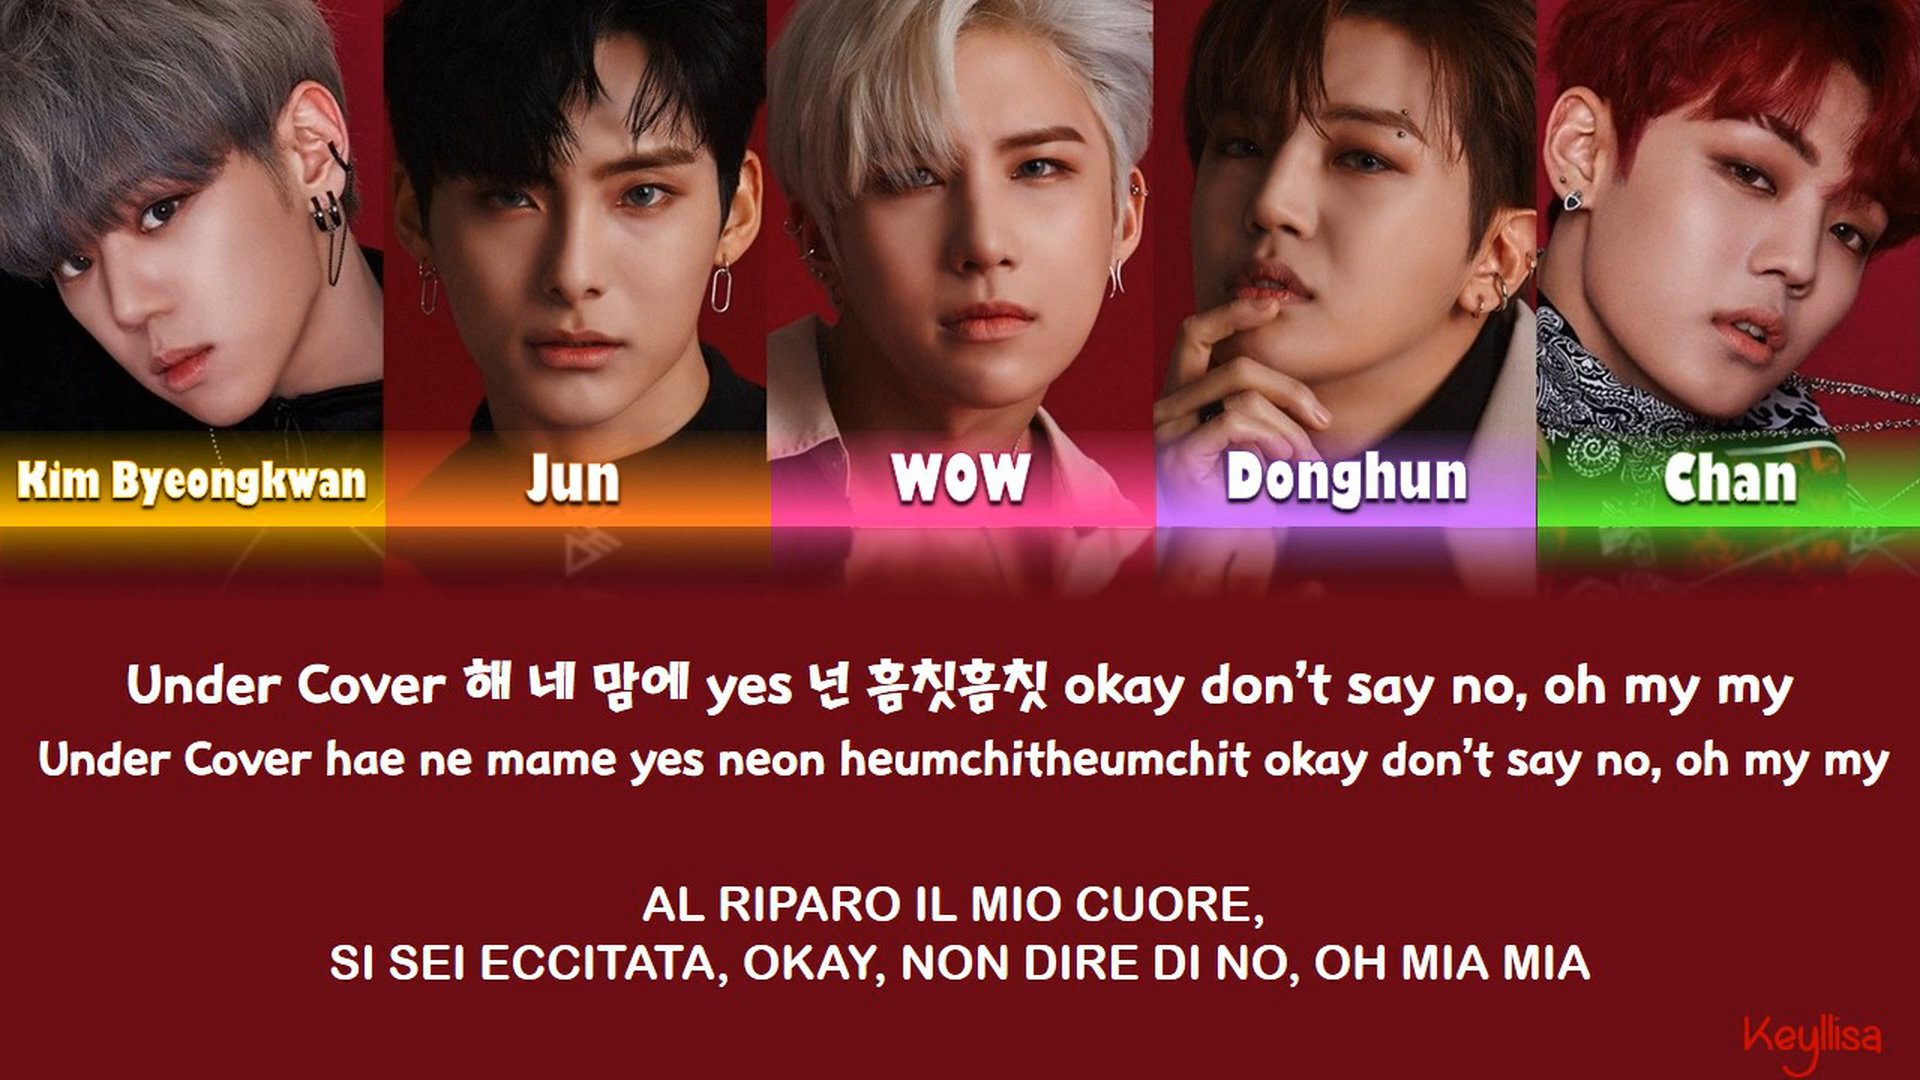 Kim Byeongkwan
Jun
WOW
Donghun
Chan
Under Cover 해 네 맘에 yes 넌 흠칫흠칫 okay don't say no, oh my my
Under Cover hae ne mame yes neon heumchitheumchit okay don't say no, oh my my
AL RIPARO IL MIO CUORE,
SI SEI ECCITATA, OKAY, NON DIRE DI NO, OH MIA MIA
Keyllisa